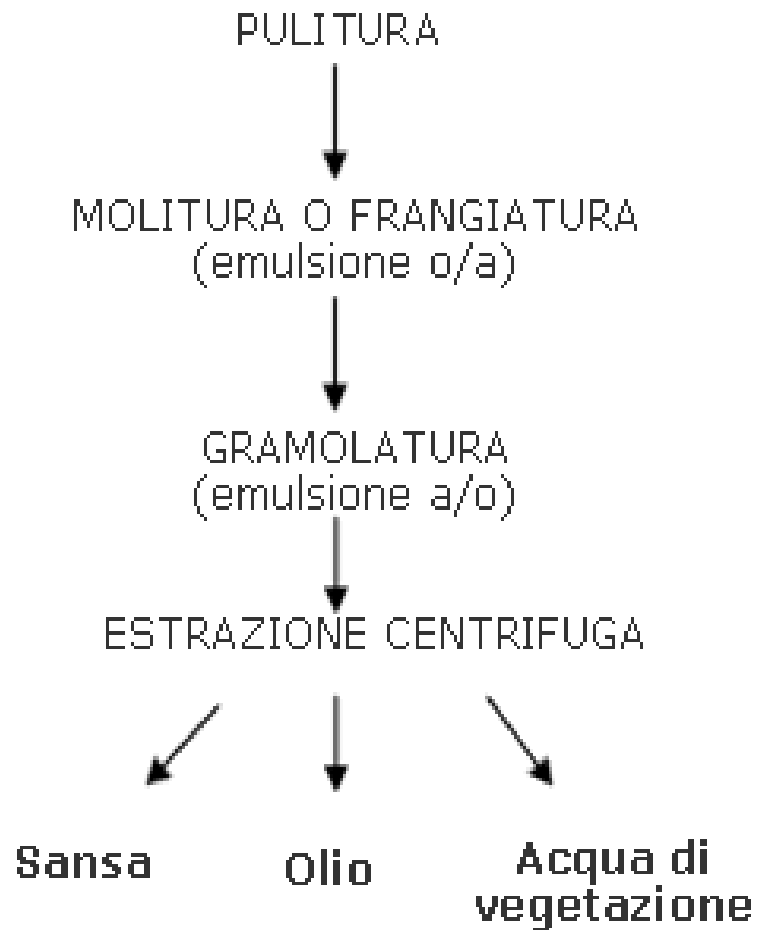 PULITURA
MOLITURA O FRANGIATURA
(emulsione o/a)
GRAMOLATURA
(emulsione a/o)
ESTRAZIONE CENTRIFUGA
Sansa
Olio
Acqua di
vegetazione